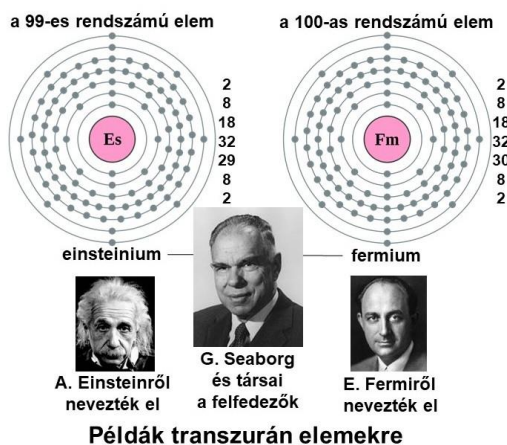 a 99-es rendszámú elem
a 100-as rendszámú elem
Es
2
8
18
32
29
8
2
Fm
2
8
18
32
30
8
2
einsteinium
fermium
A. Einsteinről
nevezték el
G. Seaborg
és társai
a felfedezők
E. Fermiről
nevezték el
Példák transzurán elemekre